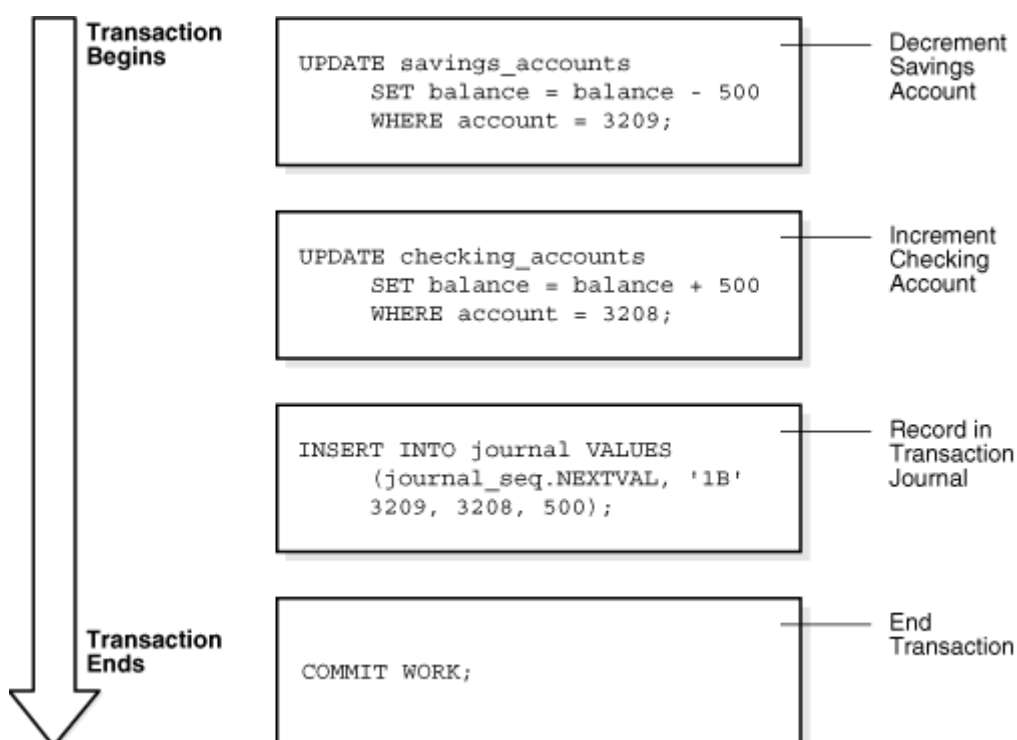 Transaction
Begins
UPDATE savings_accounts
SET balance = balance - 500
WHERE account = 3209;
Decrement
Savings
Account
UPDATE checking_accounts
SET balance = balance + 500
WHERE account = 3208;
Increment
Checking
Account
INSERT INTO journal VALUES
(journal_seq.NEXTVAL, '1B'
3209, 3208, 500);
Record in
Transaction
Journal
Transaction
Ends
COMMIT WORK;
End
Transaction